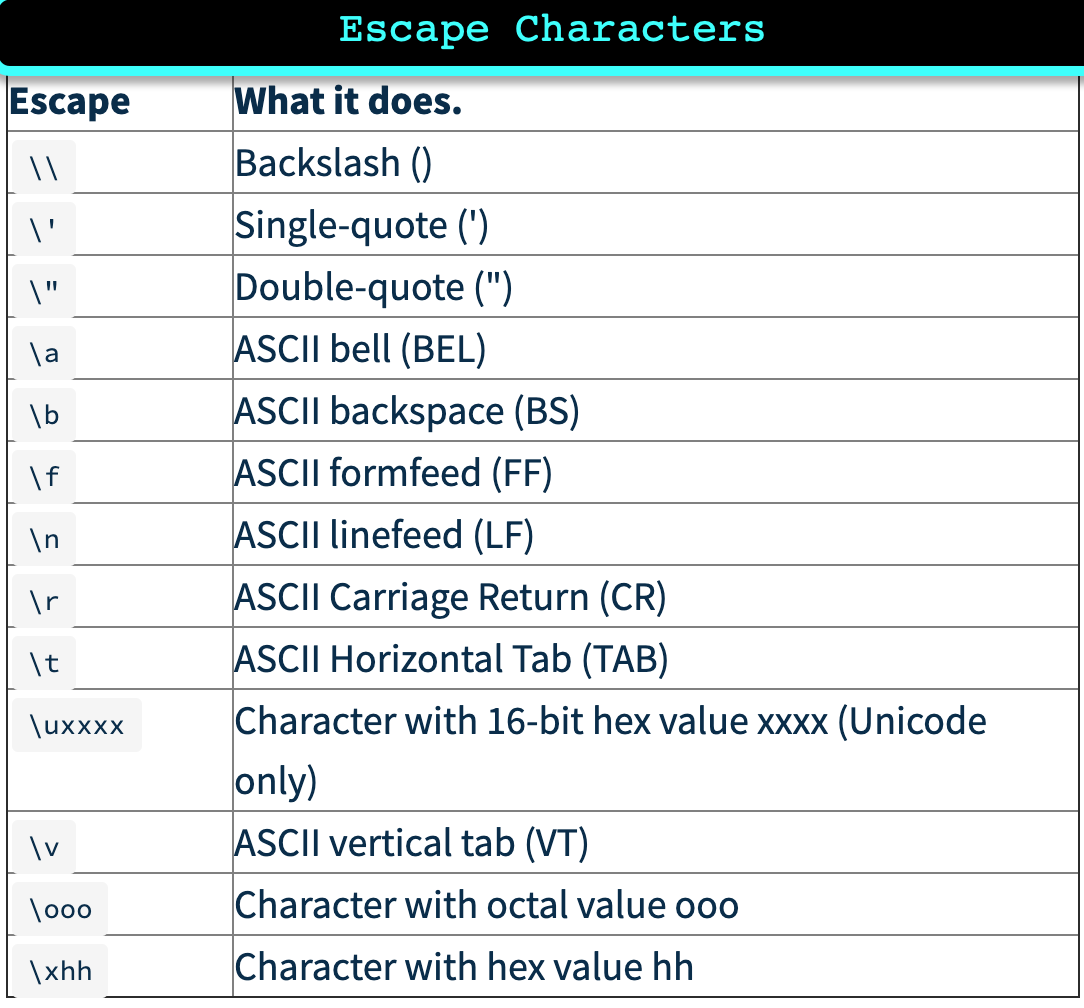 Escape Characters
Escape What it does.
\\ Backslash ()
\' Single-quote (')
\" Double-quote (")
\a ASCII bell (BEL)
\b ASCII backspace (BS)
\f ASCII formfeed (FF)
\n ASCII linefeed (LF)
\r ASCII Carriage Return (CR)
\t ASCII Horizontal Tab (TAB)
\uxxxx Character with 16-bit hex value xxxx (Unicode
only)
\v ASCII vertical tab (VT)
\ooo Character with octal value ooo
\xhh Character with hex value hh